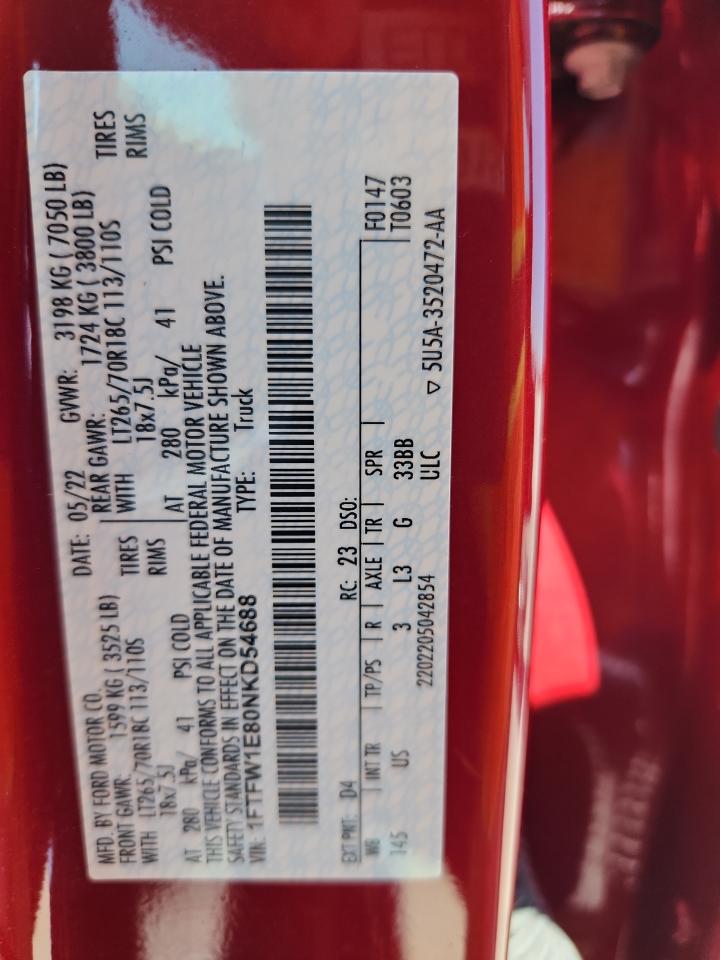 MFD. BY FORD MOTOR CO. DATE: 05/22 GVWR: 3198 KG ( 7050 LB)
FRONT GAWR: 1599 KG ( 3525 LB) REAR GAWR: 1724 KG ( 3800 LB)
WITH LT265/70R18C 113/110S TIRES WITH LT265/70R18C 113/110S TIRES
18x7.5J RIMS 18x7.5J RIMS
AT 280 kPa/ 41 PSI COLD AT 280 kPa/ 41 PSI COLD
THIS VEHICLE CONFORMS TO ALL APPLICABLE FEDERAL MOTOR VEHICLE
SAFETY STANDARDS IN EFFECT ON THE DATE OF MANUFACTURE SHOWN ABOVE.
VIN: 1FTFW1E80NKD54688 TYPE: Truck
EXT PNT: D4 RC: 23 DSO:
WB INT TR TP/PS R AXLE TR SPR F0147
145 US 3 L3 G 33BB T0603
2202205042854 ULC ▽ 5U5A-3520472-AA